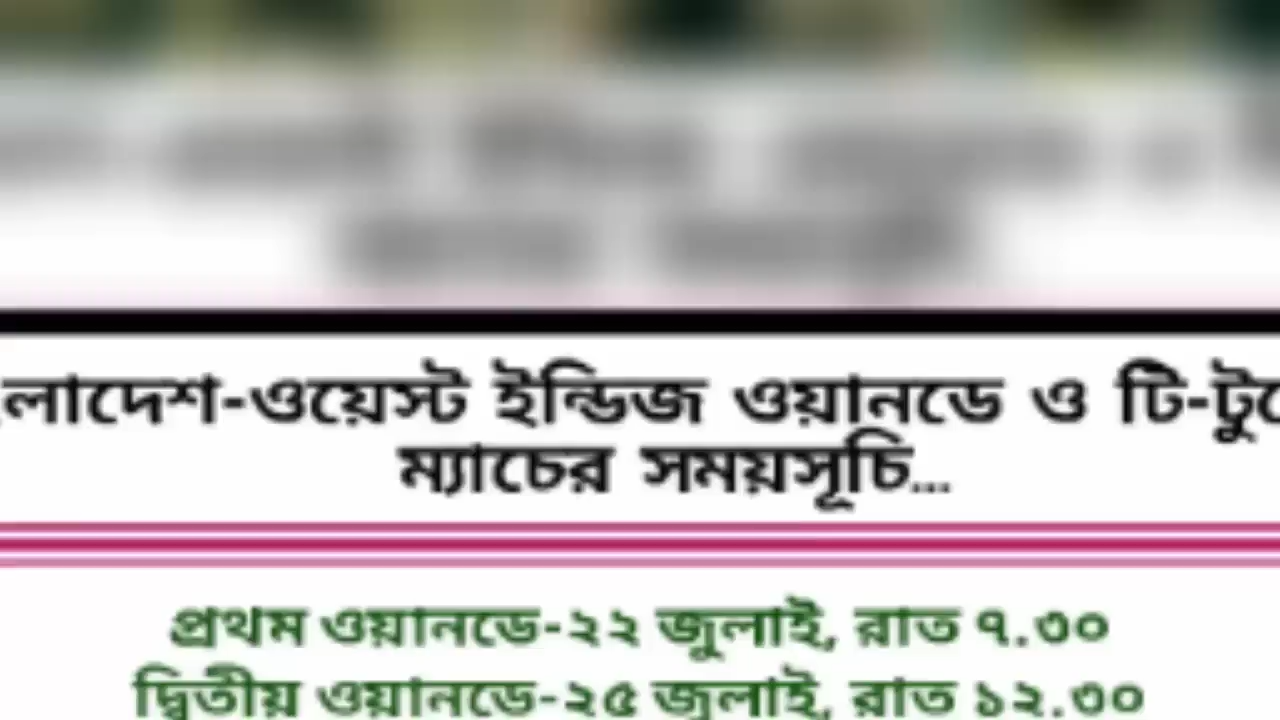 লাদেশ-ওয়েস্ট ইন্ডিজ ওয়ানডে ও টি-টু
ম্যাচের সময়সূচি...
প্রথম ওয়ানডে-২২ জুলাই, রাত ৭.৩০
দ্বিতীয় ওয়ানডে-২৫ জুলাই, রাত ১২.৩০